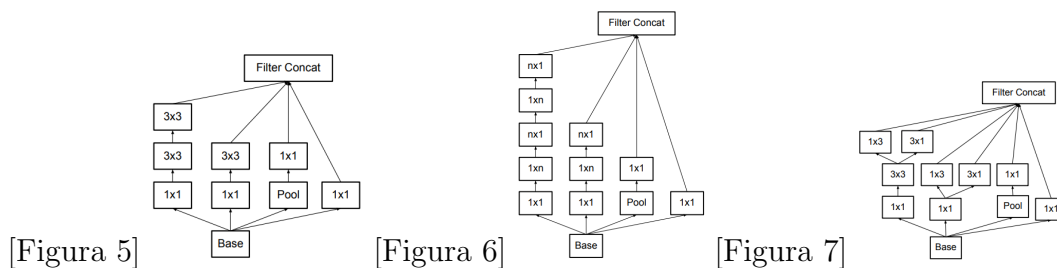 Filter Concat
3x3
3x3 3x3 1x1
1x1 1x1 Pool 1x1
Base
[Figura 5]
Filter Concat
nx1
1xn
nx1 nx1
1xn 1xn 1x1
1x1 1x1 Pool 1x1
Base
[Figura 6]
Filter Concat
1x3 3x1
3x3 1x3 3x1 1x1
1x1 1x1 Pool 1x1
Base
[Figura 7]